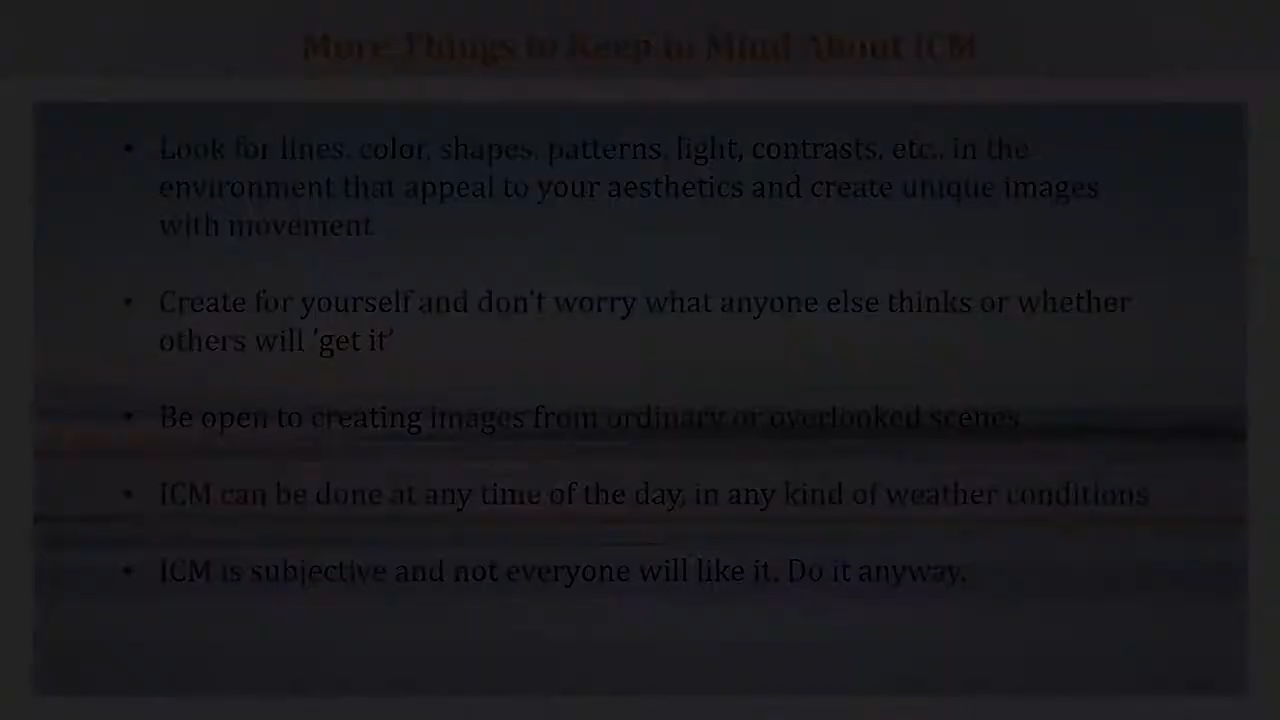 More Things to Keep in Mind About ICM
• Look for lines, color, shapes, patterns, light, contrasts, etc., in the
environment that appeal to your aesthetics and create unique images
with movement
• Create for yourself and don't worry what anyone else thinks or whether
others will 'get it'
• Be open to creating images from ordinary or overlooked scenes
• ICM can be done at any time of the day, in any kind of weather conditions
• ICM is subjective and not everyone will like it. Do it anyway.